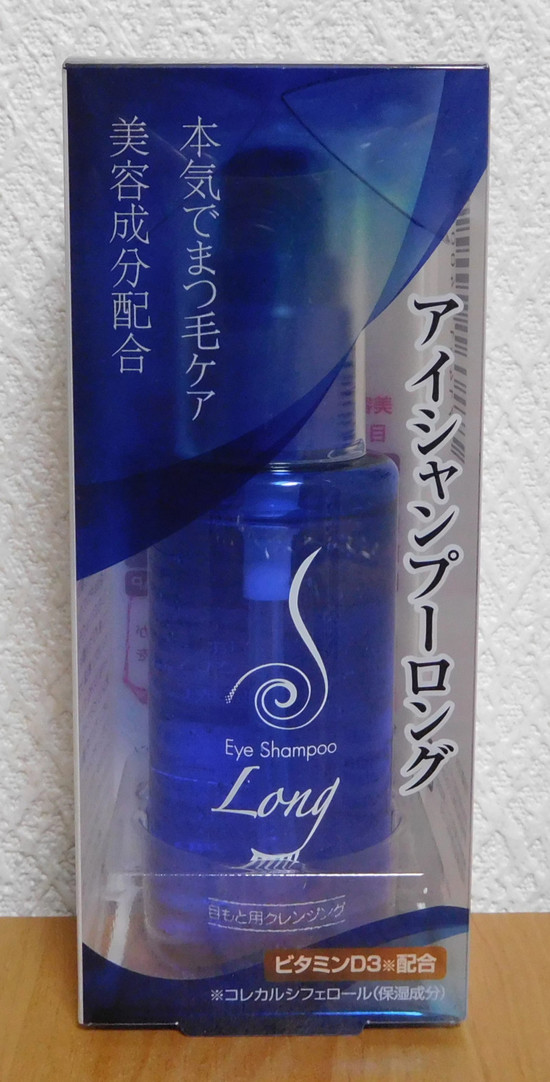 本気でまつ毛ケア
美容成分配合
アイシャンプーロング
Eye Shampoo
Long
目もと用クレンジング
ビタミンD3※配合
※コレカルシフェロール(保湿成分)